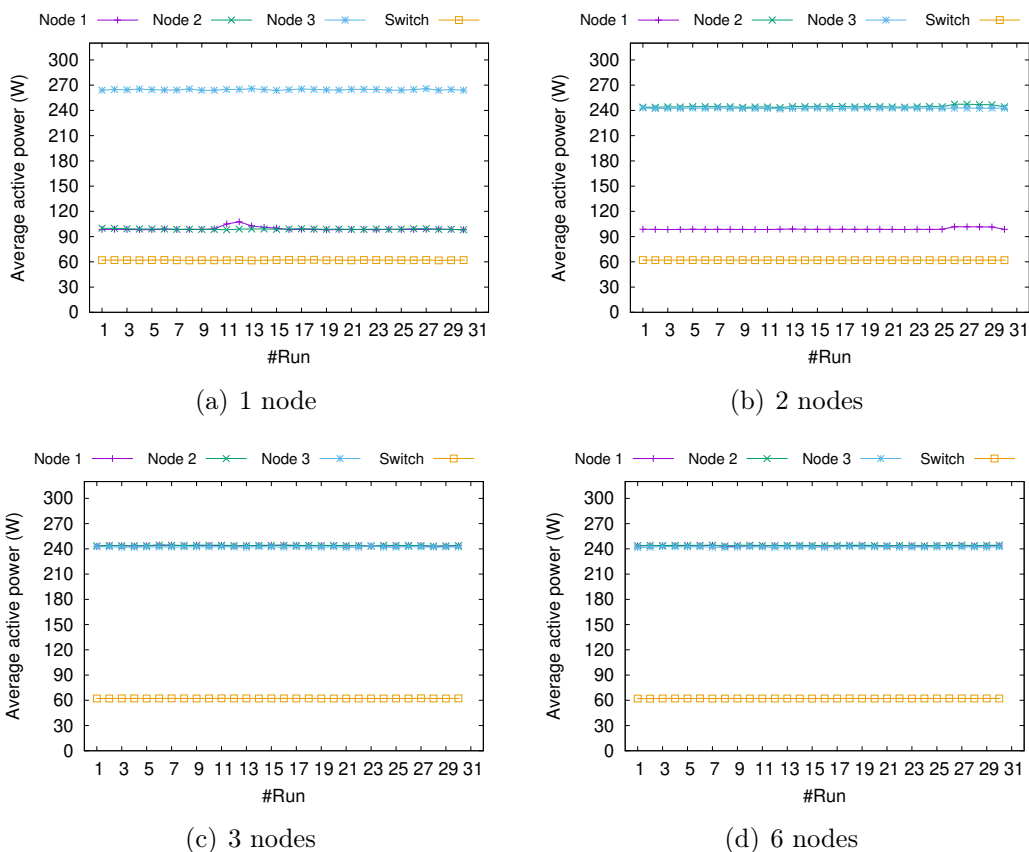 Node 1 Node 2 Node 3 Switch
Average active power (W)
300
270
240
210
180
150
120
90
60
30
0
1 3 5 7 9 11 13 15 17 19 21 23 25 27 29 31
#Run
(a) 1 node
Node 1 Node 2 Node 3 Switch
Average active power (W)
300
270
240
210
180
150
120
90
60
30
0
1 3 5 7 9 11 13 15 17 19 21 23 25 27 29 31
#Run
(b) 2 nodes
Node 1 Node 2 Node 3 Switch
Average active power (W)
300
270
240
210
180
150
120
90
60
30
0
1 3 5 7 9 11 13 15 17 19 21 23 25 27 29 31
#Run
(c) 3 nodes
Node 1 Node 2 Node 3 Switch
Average active power (W)
300
270
240
210
180
150
120
90
60
30
0
1 3 5 7 9 11 13 15 17 19 21 23 25 27 29 31
#Run
(d) 6 nodes